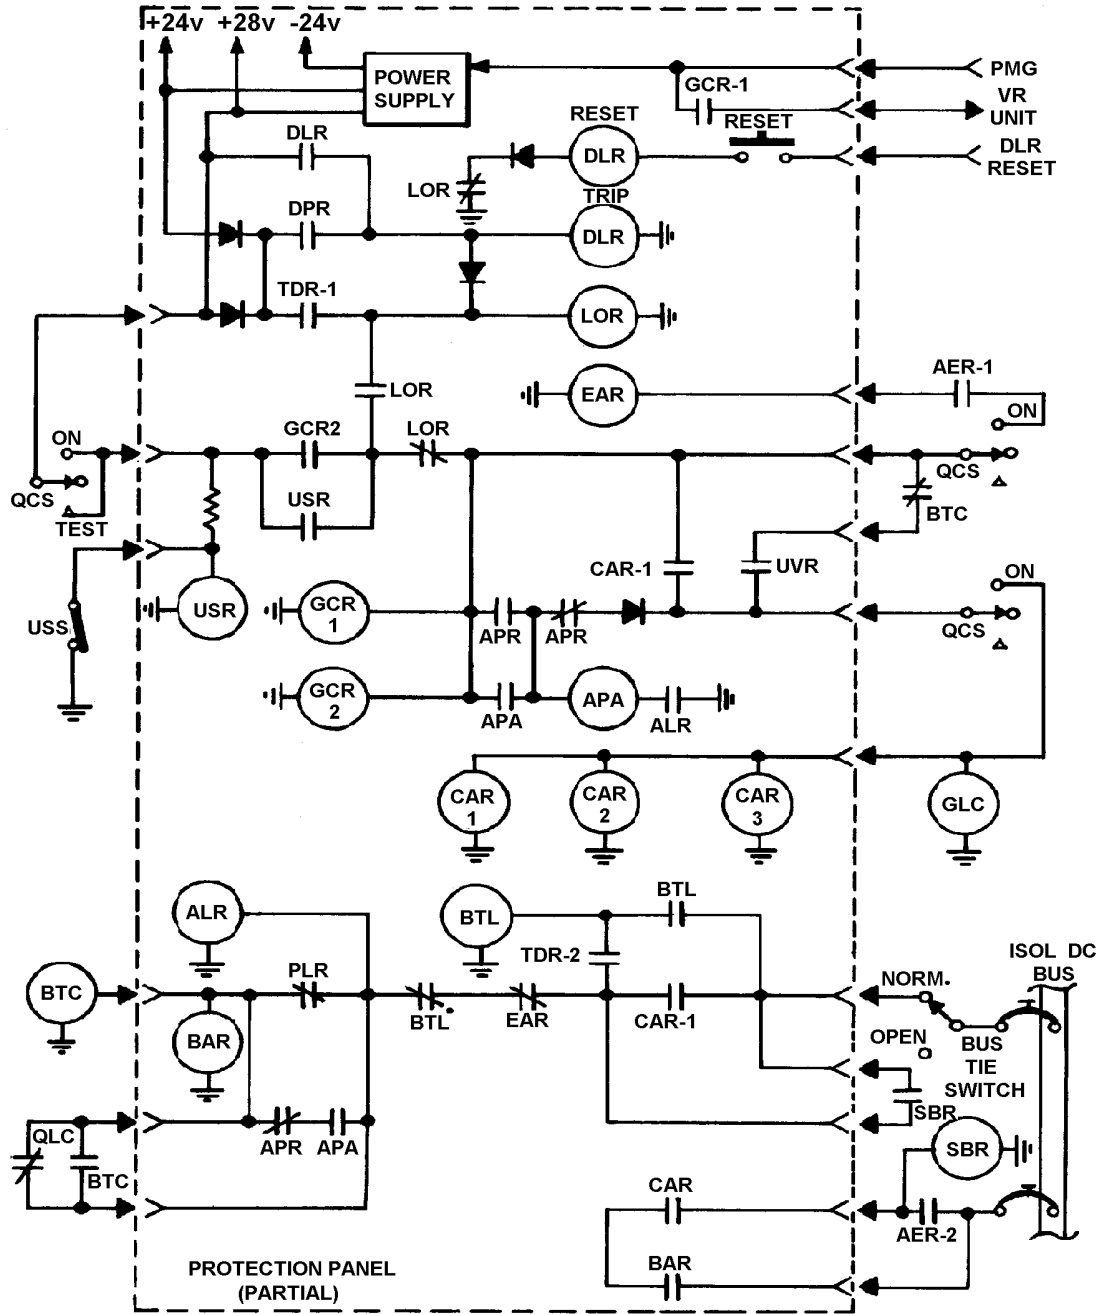 +24v +28v -24v
POWER
SUPPLY
PMG
GCR-1
VR
UNIT
RESET
RESET
DLR
RESET
DLR
DLR
LOR
TRIP
DPR
DLR
TDR-1
LOR
AER-1
EAR
LOR
ON
ON
GCR2
LOR
QCS
QCS
TEST
USR
BTC
CAR-1
UVR
ON
USR
GCR
1
APR
APR
QCS
USS
GCR
2
APA
APA
ALR
CAR
1
CAR
2
CAR
3
GLC
ALR
BTL
BTL
TDR-2
ISOL DC
BUS
BTC
PLR
NORM.
BTL
EAR
CAR-1
BAR
OPEN
BUS
TIE
SWITCH
SBR
QLC
APR
APA
SBR
BTC
CAR
AER-2
BAR
PROTECTION PANEL
(PARTIAL)